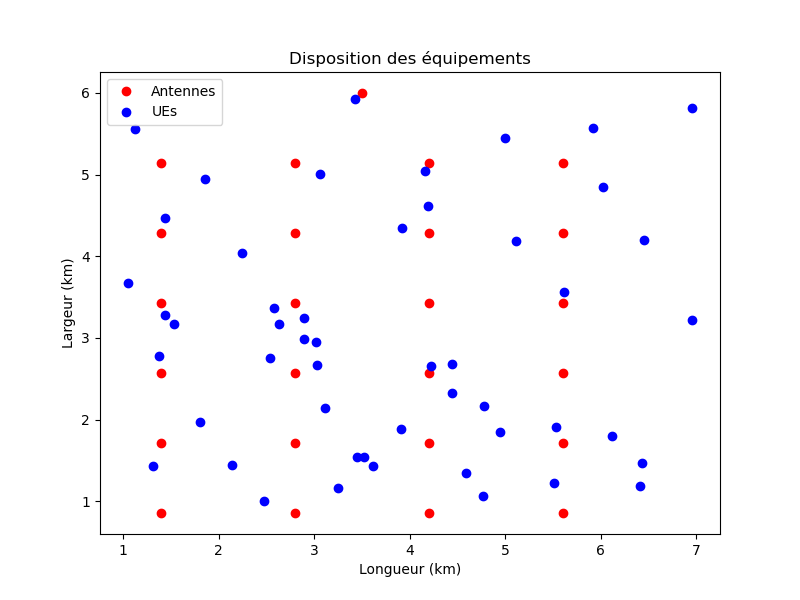 Disposition des équipements
Antennes
UEs
Largeur (km)
6
5
4
3
2
1
1 2 3 4 5 6 7
Longueur (km)